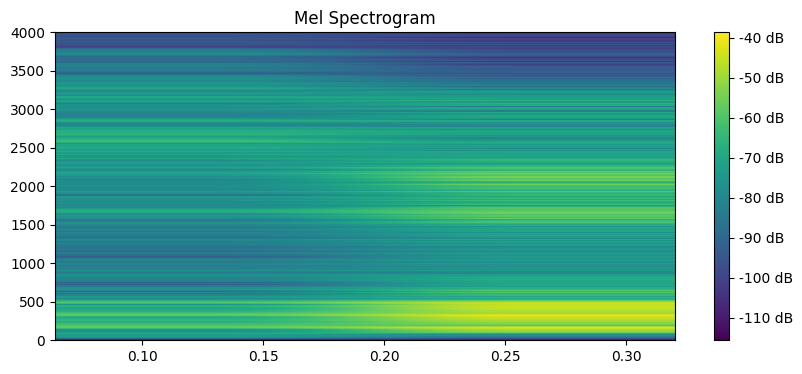 Mel Spectrogram
4000
3500
3000
2500
2000
1500
1000
500
0
0.10 0.15 0.20 0.25 0.30
-40 dB
-50 dB
-60 dB
-70 dB
-80 dB
-90 dB
-100 dB
-110 dB